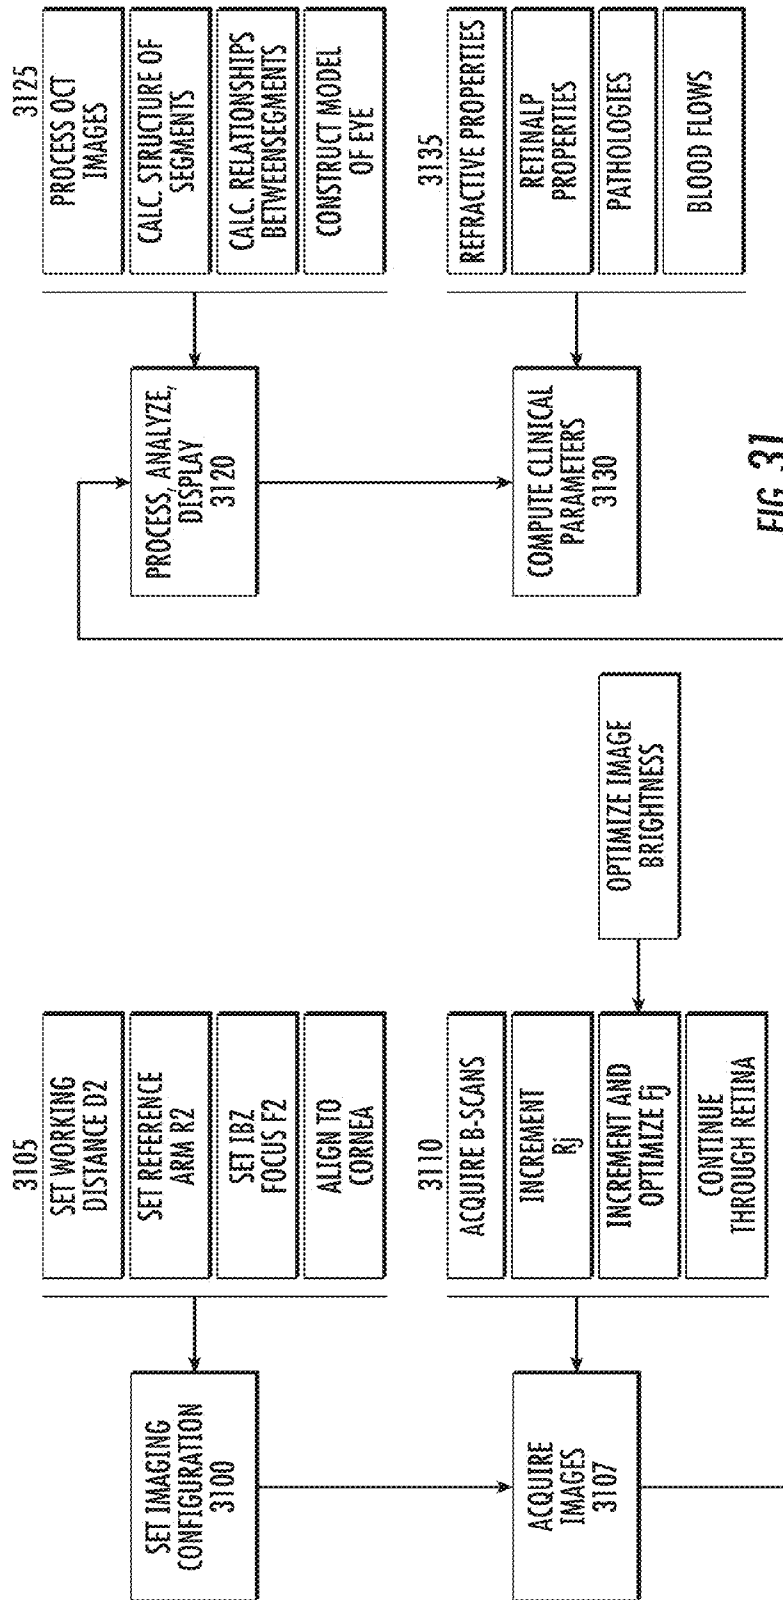 SET IMAGING
CONFIGURATION
3100
3105
SET WORKING
DISTANCE D2
SET REFERENCE
ARM R2
SET IBZ
FOCUS F2
ALIGN TO
CORNEA
ACQUIRE
IMAGES
3107
3110
ACQUIRE B-SCANS
INCREMENT
Rj
INCREMENT AND
OPTIMIZE Fj
CONTINUE
THROUGH RETINA
OPTIMIZE IMAGE
BRIGHTNESS
PROCESS, ANALYZE,
DISPLAY
3120
3125
PROCESS OCT
IMAGES
CALC. STRUCTURE OF
SEGMENTS
CALC. RELATIONSHIPS
BETWEENSEGMENTS
CONSTRUCT MODEL
OF EYE
COMPUTE CLINICAL
PARAMETERS
3130
3135
REFRACTIVE PROPERTIES
RETINALP
PROPERTIES
PATHOLOGIES
BLOOD FLOWS
FIG. 31